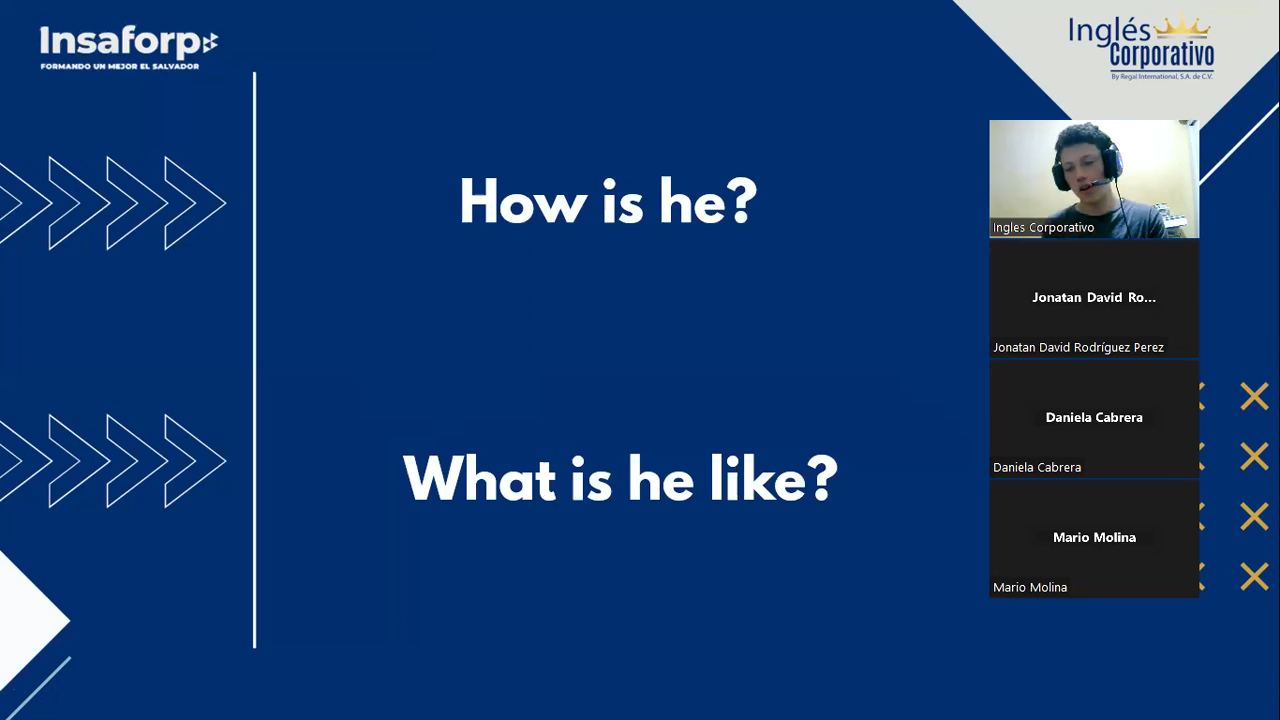 Insaforp
FORMANDO UN MEJOR EL SALVADOR
Inglés
Corporativo
By Regal International, S.A. de C.V.
How is he?
What is he like?
Ingles Corporativo
Jonatan David Ro...
Jonatan David Rodríguez Perez
Daniela Cabrera
Daniela Cabrera
Mario Molina
Mario Molina